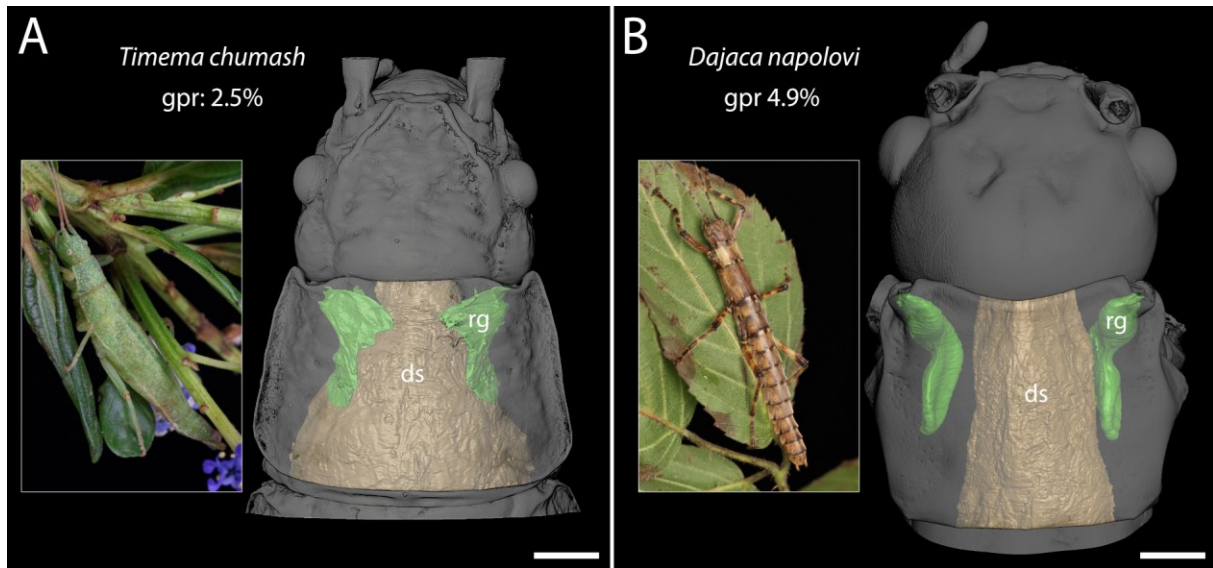 A
Timema chumash
gpr: 2.5%
rg
ds
B
Dajaca napolovi
gpr 4.9%
rg
ds